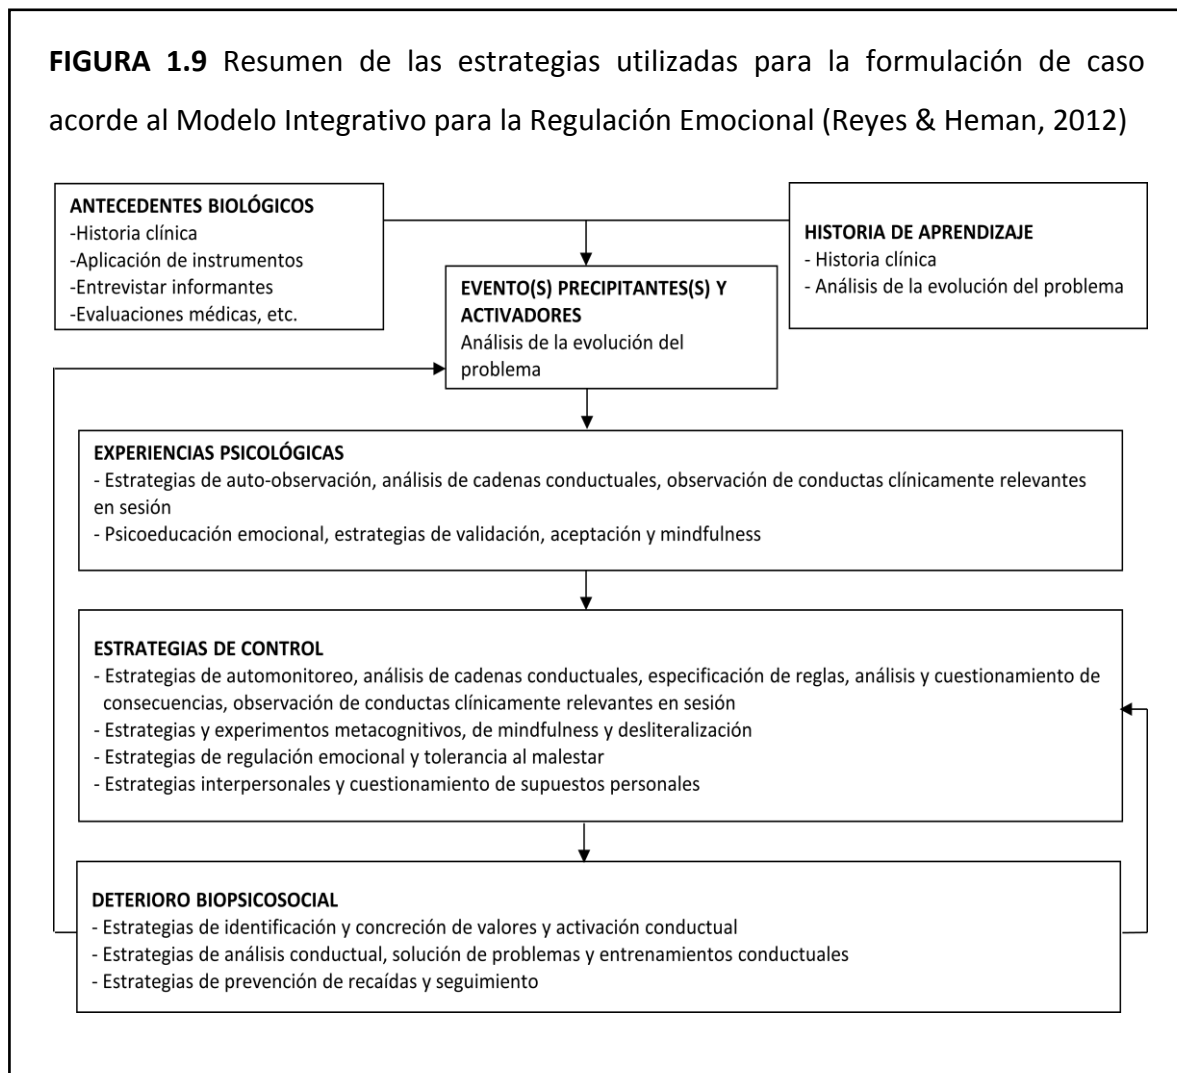 FIGURA 1.9 Resumen de las estrategias utilizadas para la formulación de caso
acorde al Modelo Integrativo para la Regulación Emocional (Reyes & Heman, 2012)
ANTECEDENTES BIOLÓGICOS
-Historia clínica
-Aplicación de instrumentos
-Entrevistar informantes
-Evaluaciones médicas, etc.
HISTORIA DE APRENDIZAJE
- Historia clínica
- Análisis de la evolución del problema
EVENTO(S) PRECIPITANTES(S) Y
ACTIVADORES
Análisis de la evolución del
problema
EXPERIENCIAS PSICOLÓGICAS
- Estrategias de auto-observación, análisis de cadenas conductuales, observación de conductas clínicamente relevantes
en sesión
- Psicoeducación emocional, estrategias de validación, aceptación y mindfulness
ESTRATEGIAS DE CONTROL
- Estrategias de automonitoreo, análisis de cadenas conductuales, especificación de reglas, análisis y cuestionamiento de
consecuencias, observación de conductas clínicamente relevantes en sesión
- Estrategias y experimentos metacognitivos, de mindfulness y desliteralización
- Estrategias de regulación emocional y tolerancia al malestar
- Estrategias interpersonales y cuestionamiento de supuestos personales
DETERIORO BIOPSICOSOCIAL
- Estrategias de identificación y concreción de valores y activación conductual
- Estrategias de análisis conductual, solución de problemas y entrenamientos conductuales
- Estrategias de prevención de recaídas y seguimiento